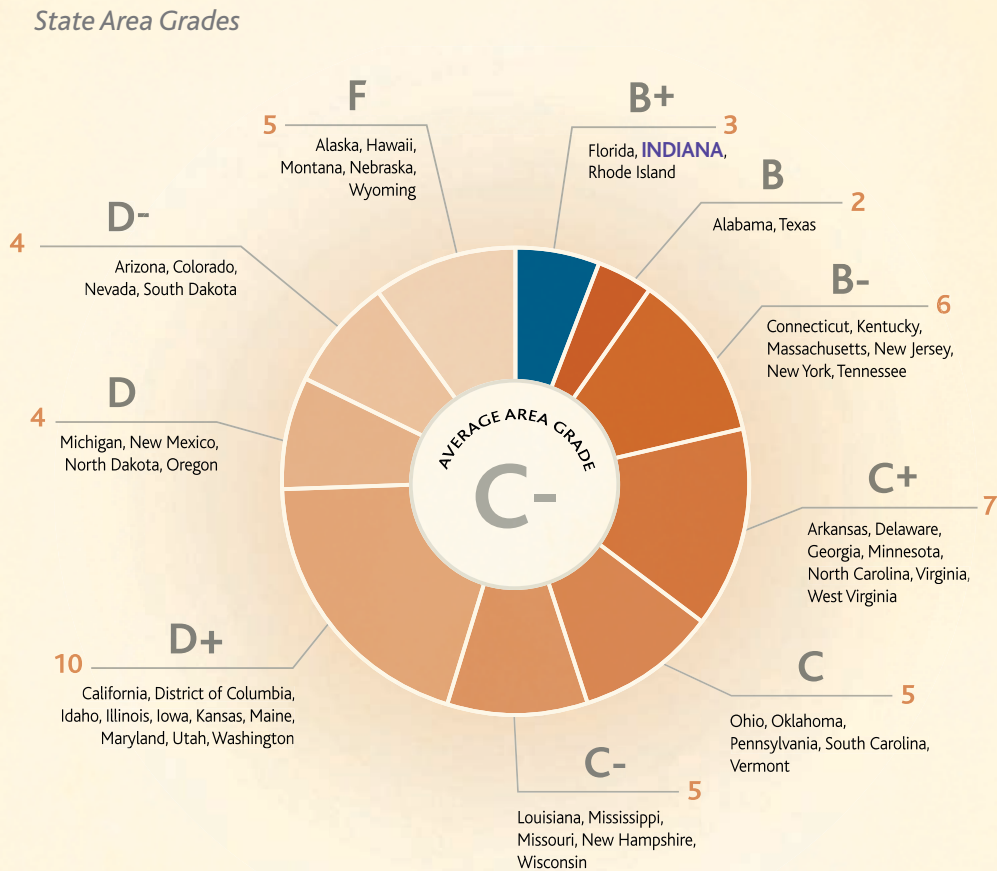 State Area Grades
F
5
Alaska, Hawaii,
Montana, Nebraska,
Wyoming
B+
3
Florida, INDIANA,
Rhode Island
B
2
Alabama, Texas
B-
6
Connecticut, Kentucky,
Massachusetts, New Jersey,
New York, Tennessee
C+
7
Arkansas, Delaware,
Georgia, Minnesota,
North Carolina, Virginia,
West Virginia
C
5
Ohio, Oklahoma,
Pennsylvania, South Carolina,
Vermont
C-
5
Louisiana, Mississippi,
Missouri, New Hampshire,
Wisconsin
D+
10
California, District of Columbia,
Idaho, Illinois, Iowa, Kansas, Maine,
Maryland, Utah, Washington
D
4
Michigan, New Mexico,
North Dakota, Oregon
D-
4
Arizona, Colorado,
Nevada, South Dakota
AVERAGE AREA GRADE
C-